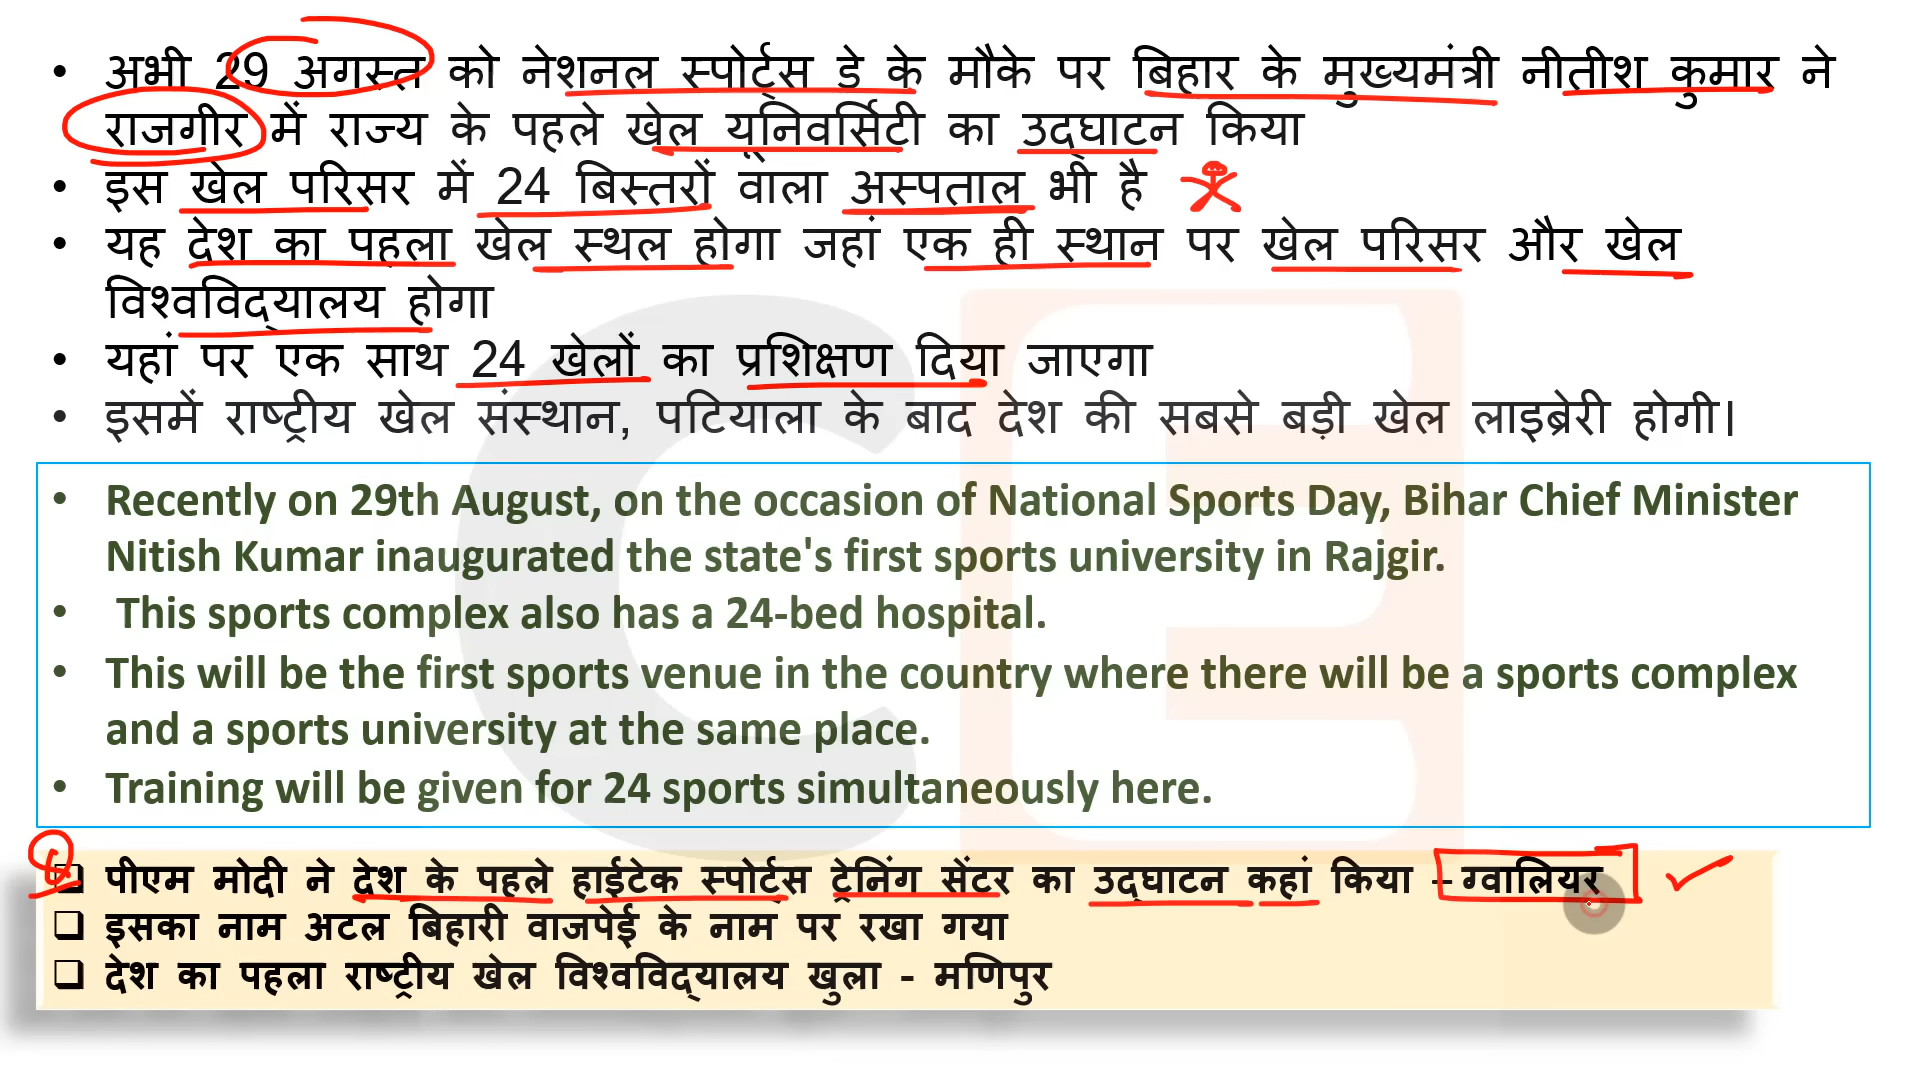 • अभी 29 अगस्त को नेशनल स्पोर्ट्स डे के मौके पर बिहार के मुख्यमंत्री नीतीश कुमार ने
राजगीर में राज्य के पहले खेल यूनिवर्सिटी का उद्घाटन किया
• इस खेल परिसर में 24 बिस्तरों वाला अस्पताल भी है
• यह देश का पहला खेल स्थल होगा जहां एक ही स्थान पर खेल परिसर और खेल
विश्वविद्यालय होगा
• यहां पर एक साथ 24 खेलों का प्रशिक्षण दिया जाएगा
• इसमें राष्ट्रीय खेल संस्थान, पटियाला के बाद देश की सबसे बड़ी खेल लाइब्रेरी होगी।
• Recently on 29th August, on the occasion of National Sports Day, Bihar Chief Minister
Nitish Kumar inaugurated the state's first sports university in Rajgir.
• This sports complex also has a 24-bed hospital.
• This will be the first sports venue in the country where there will be a sports complex
and a sports university at the same place.
• Training will be given for 24 sports simultaneously here.
❑ पीएम मोदी ने देश के पहले हाईटेक स्पोर्ट्स ट्रेनिंग सेंटर का उद्घाटन कहां किया – ग्वालियर
❑ इसका नाम अटल बिहारी वाजपेई के नाम पर रखा गया
❑ देश का पहला राष्ट्रीय खेल विश्वविद्यालय खुला - मणिपुर
CE